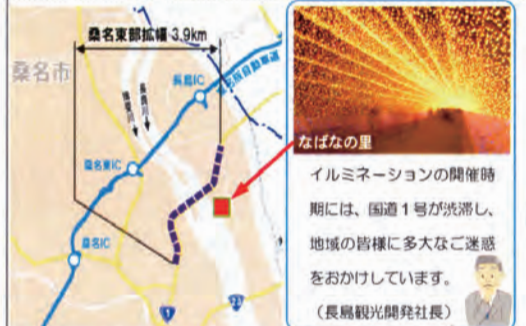 桑名東部拡幅 3.9km
桑名市
長島IC
桑名東IC
桑名IC
1
23
なばなの里
イルミネーションの開催時
期には、国道1号が渋滞し、
地域の皆様に多大なご迷惑
をおかけしています。
(長島観光開発社長)